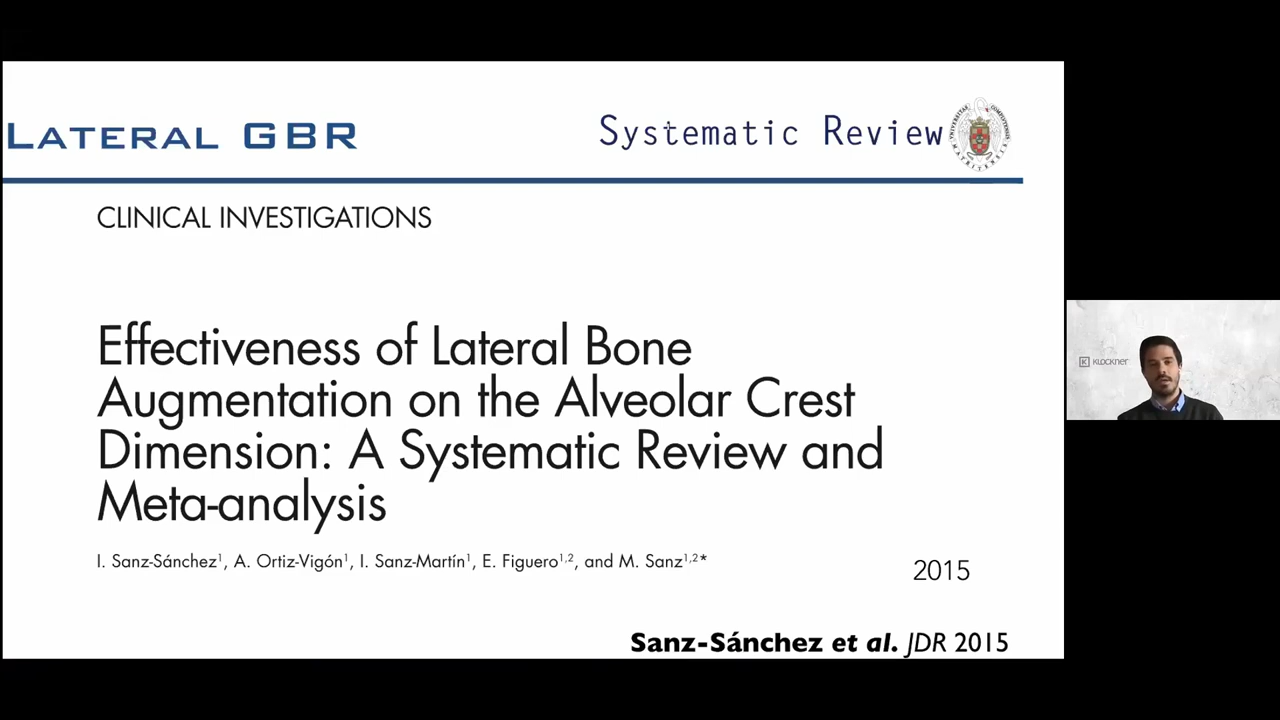 LATERAL GBR
Systematic Review
CLINICAL INVESTIGATIONS
Effectiveness of Lateral Bone
Augmentation on the Alveolar Crest
Dimension: A Systematic Review and
Meta-analysis
I. Sanz-Sánchez¹, A. Ortiz-Vigón¹, I. Sanz-Martín¹, E. Figuero¹,², and M. Sanz¹,²*
2015
Sanz-Sánchez et al. JDR 2015
KLOCKNER